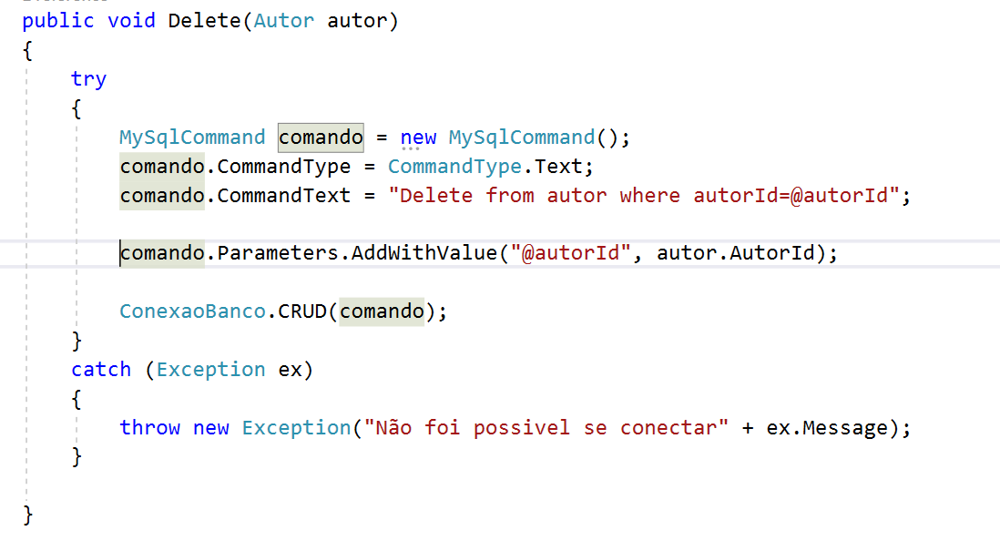 public void Delete(Autor autor)
{
try
{
MySqlCommand comando = new MySqlCommand();
comando.CommandType = CommandType.Text;
comando.CommandText = "Delete from autor where autorId=@autorId";
comando.Parameters.AddWithValue("@autorId", autor.AutorId);
ConexaoBanco.CRUD(comando);
}
catch (Exception ex)
{
throw new Exception("Não foi possivel se conectar" + ex.Message);
}
}